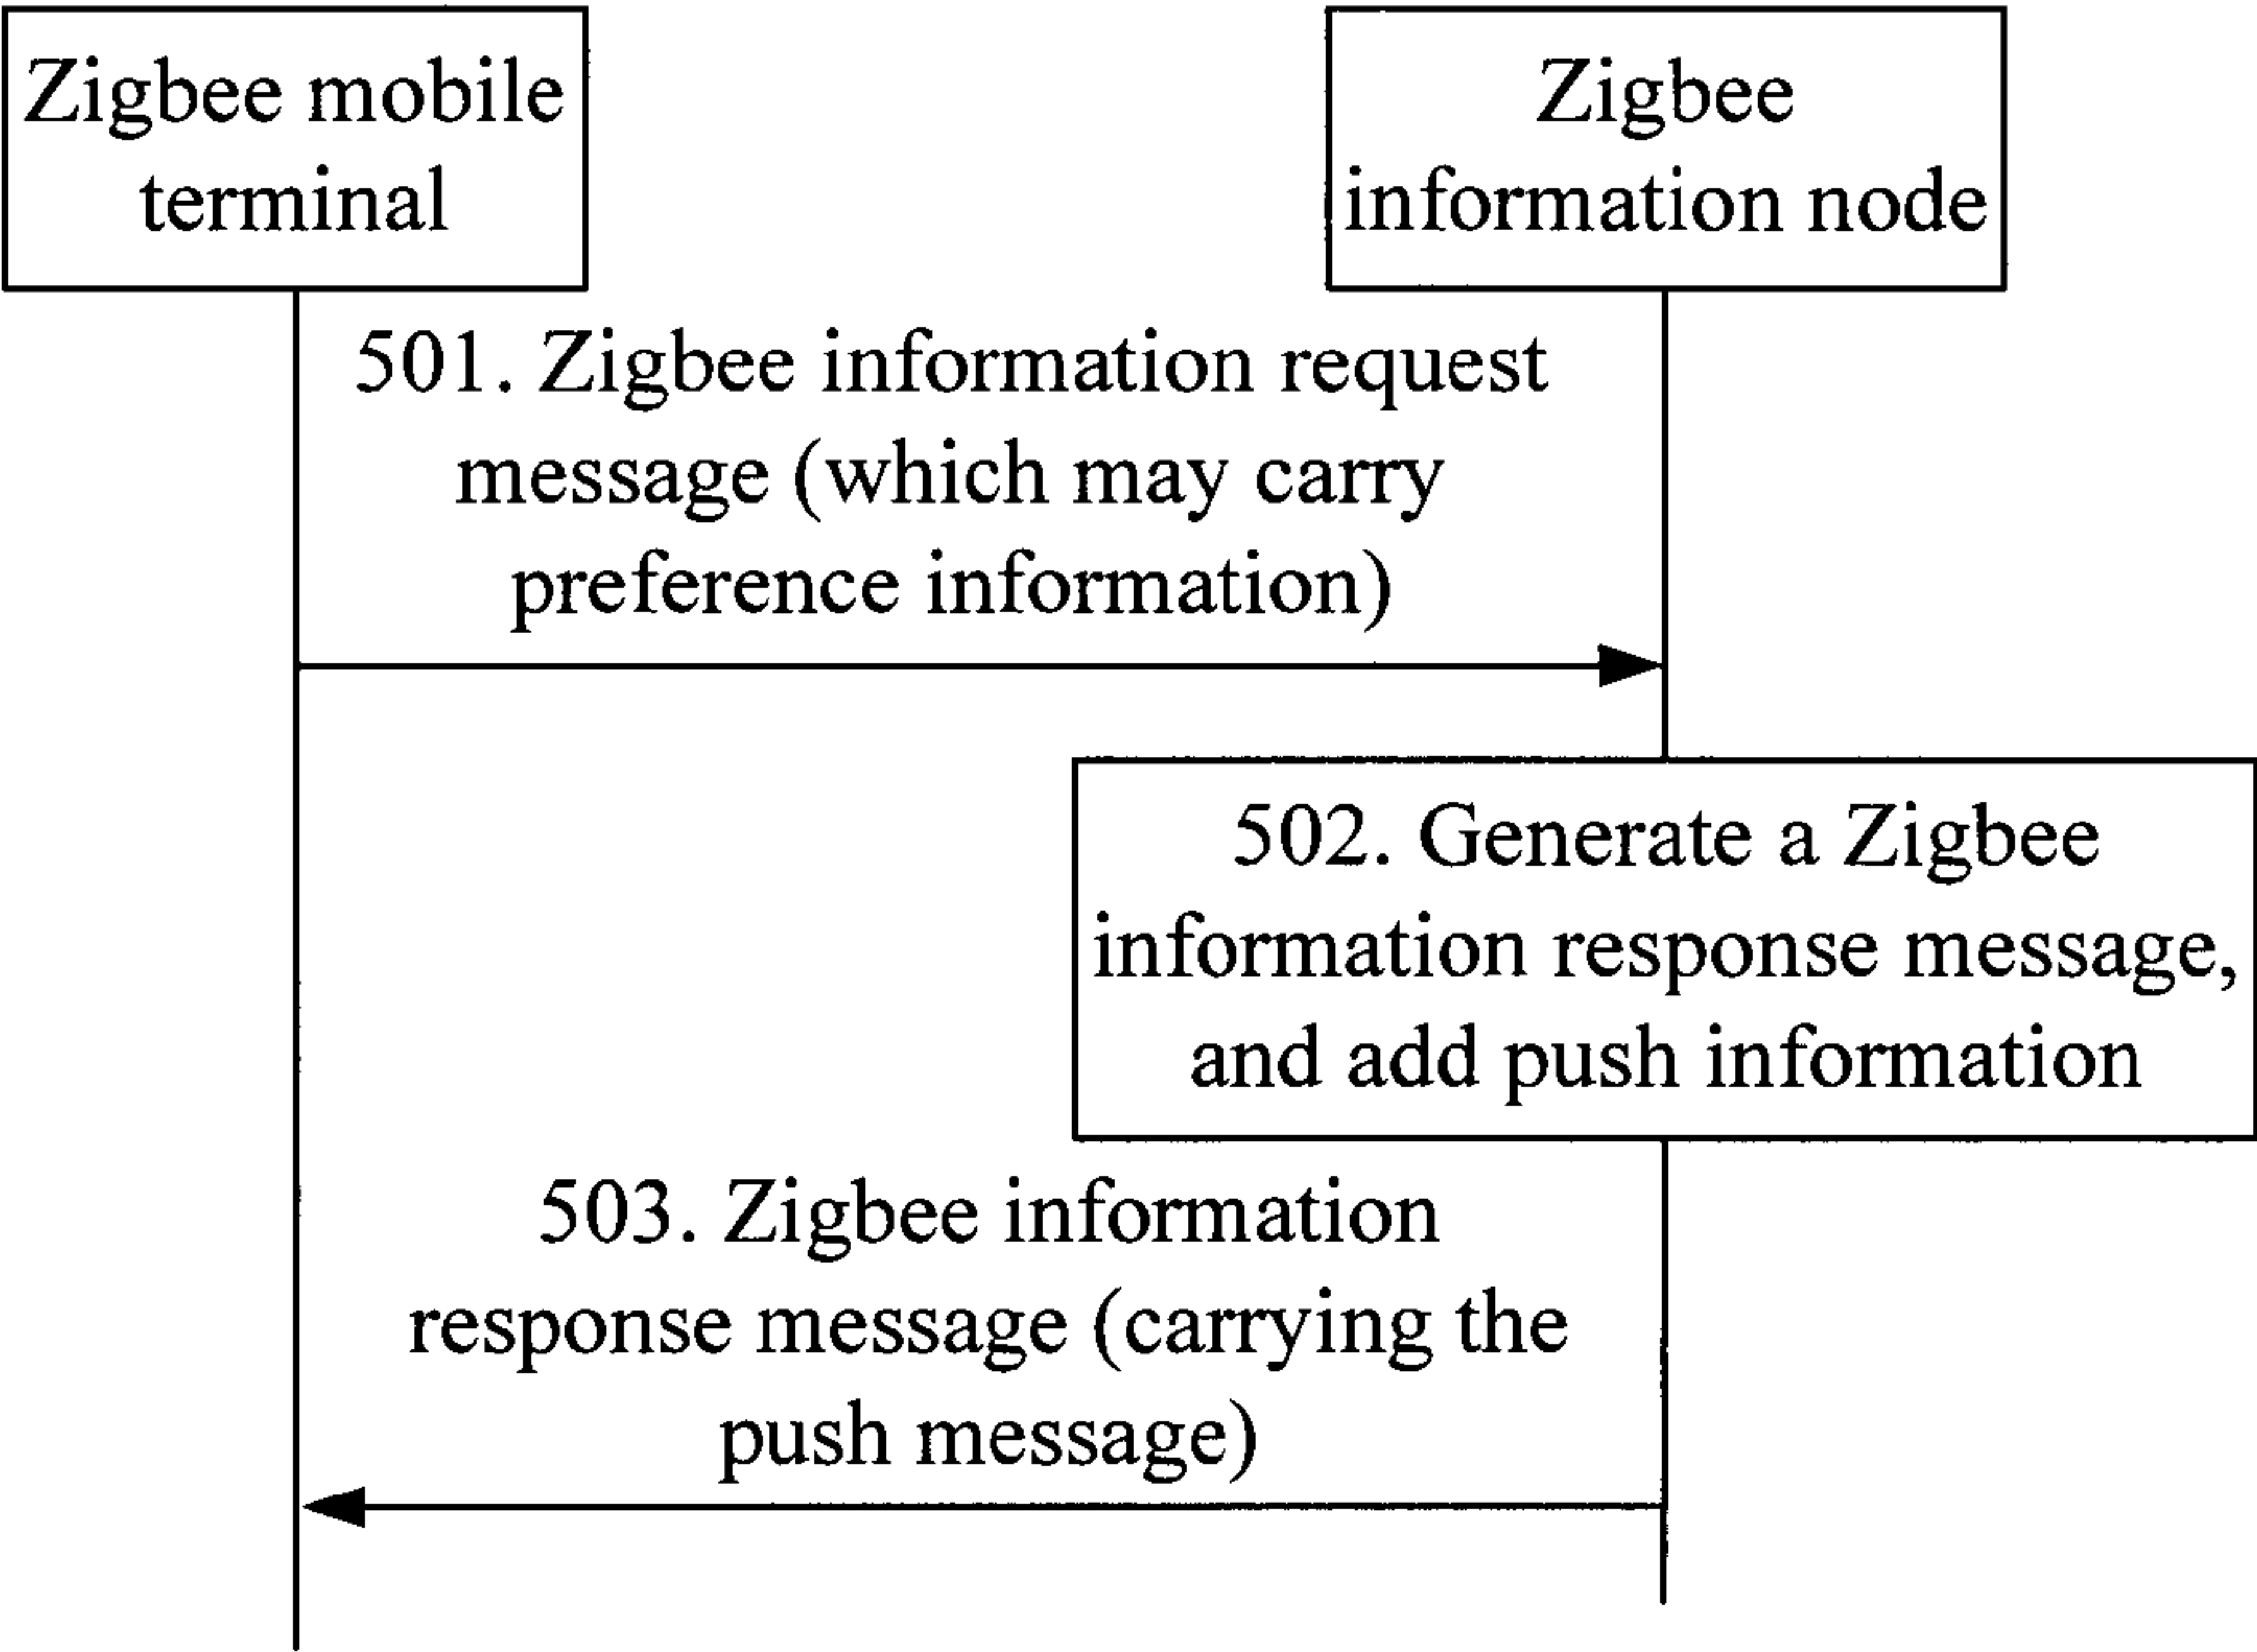 Zigbee mobile
terminal
Zigbee
information node
501. Zigbee information request
message (which may carry
preference information)
502. Generate a Zigbee
information response message,
and add push information
503. Zigbee information
response message (carrying the
push message)